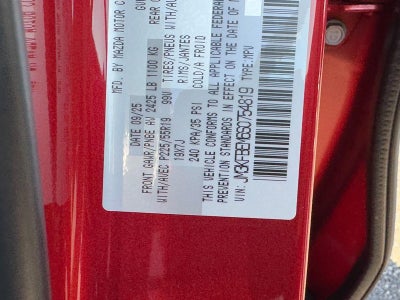 MFD. BY MAZDA MOTOR C
DATE 09/25
FRONT GAWR/PNBE AV 2425 LB 1100 KG
WITH/AVEC P225/55R19 99V
19X7J
240 KPA/35 PSI
GV
REAR G
TIRES/PNEUS WITH/AV
RIMS/JANTES
COLD/A FROID
THIS VEHICLE CONFORMS TO ALL APPLICABLE FEDERAL
PREVENTION STANDARDS IN EFFECT ON THE DATE OF M
VIN: TYPE:MPV